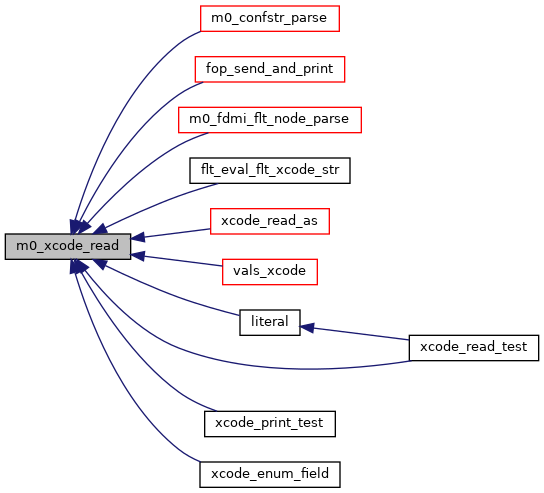 m0_confstr_parse
fop_send_and_print
m0_fdmi_flt_node_parse
flt_eval_flt_xcode_str
xcode_read_as
m0_xcode_read
vals_xcode
literal
xcode_read_test
xcode_print_test
xcode_enum_field